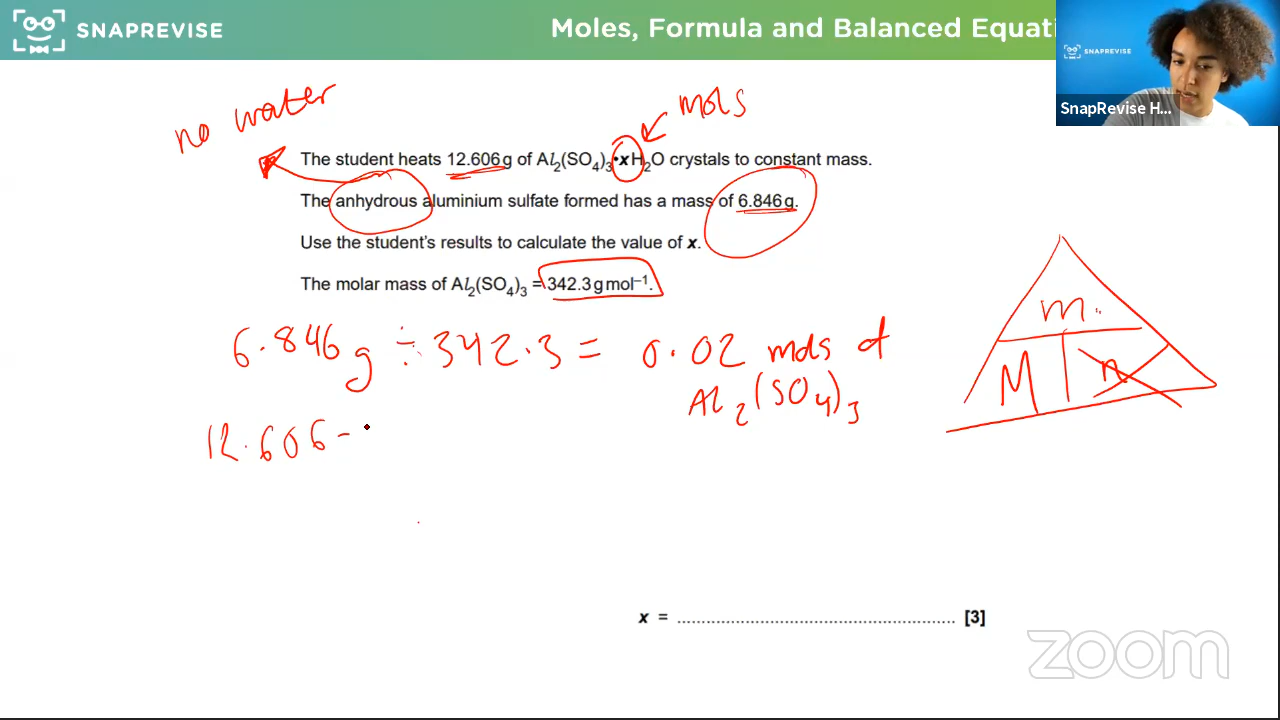 SNAPREVISE
Moles, Formula and Balanced Equati
SNAPREVISE
SnapRevise H...
no water
mols
The student heats 12.606 g of Al₂(SO₄)₃•xH₂O crystals to constant mass.
The anhydrous aluminium sulfate formed has a mass of 6.846 g.
Use the student's results to calculate the value of x.
The molar mass of Al₂(SO₄)₃ = 342.3 g mol⁻¹.
6.846g ÷ 342.3 = 0.02 mols of
Al₂(SO₄)₃
m
M n
12.606 -
x = ........................................................ [3]
zoom